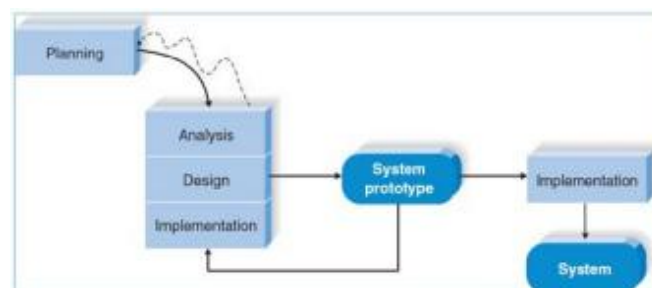 Planning
Analysis
Design
Implementation
System
prototype
Implementation
System